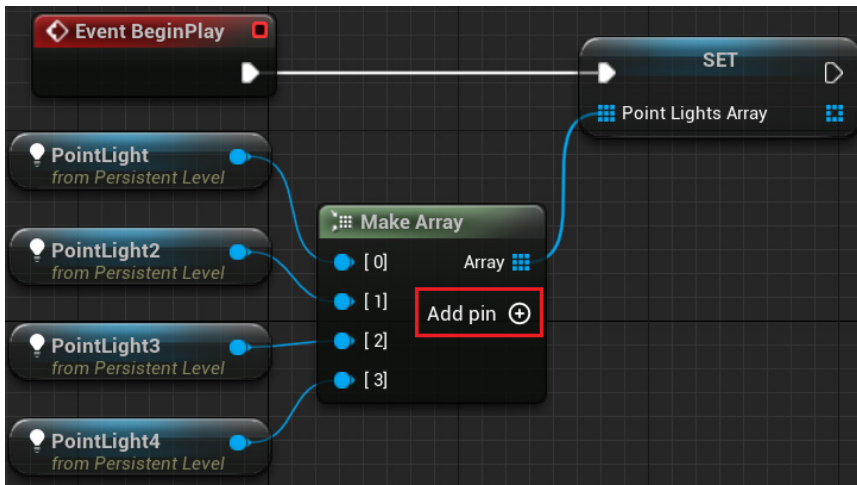 Event BeginPlay
SET
Point Lights Array
PointLight
from Persistent Level
Make Array
PointLight2
from Persistent Level
[ 0]
Array
[ 1]
Add pin
PointLight3
from Persistent Level
[ 2]
[ 3]
PointLight4
from Persistent Level